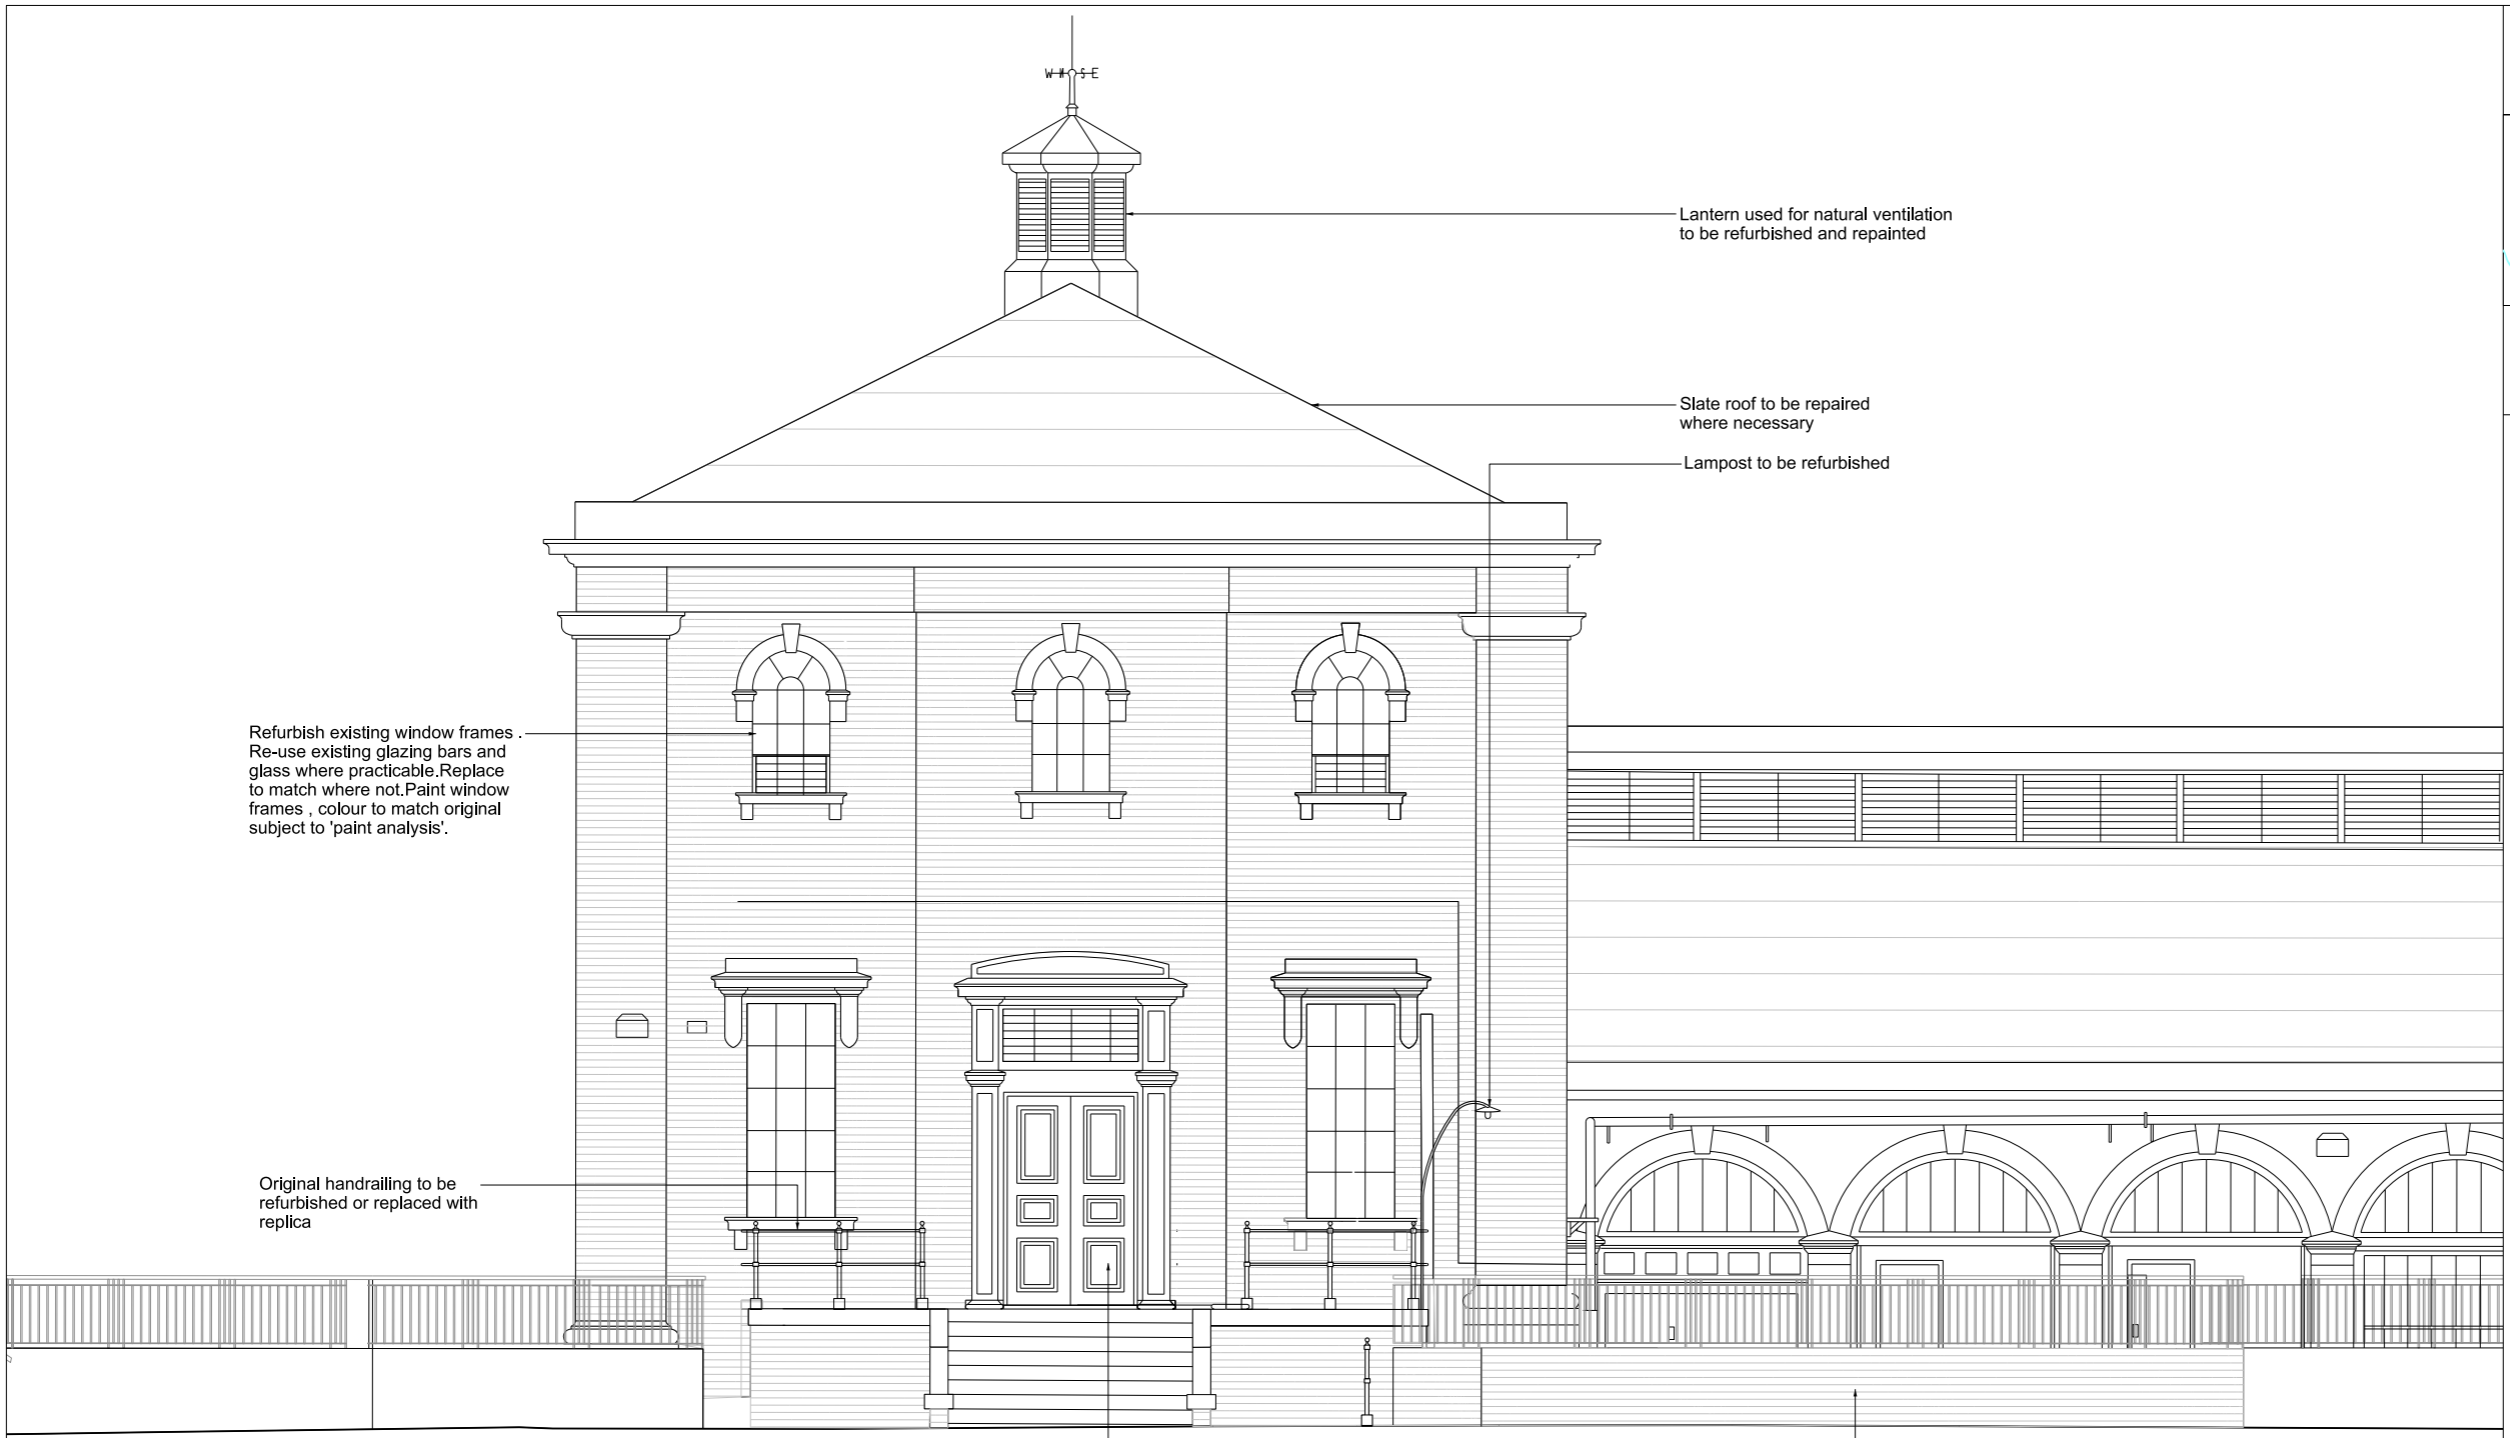 W N S E
Lantern used for natural ventilation
to be refurbished and repainted
Slate roof to be repaired
where necessary
Lampost to be refurbished
Refurbish existing window frames .
Re-use existing glazing bars and
glass where practicable.Replace
to match where not.Paint window
frames , colour to match original
subject to 'paint analysis'.
Original handrailing to be
refurbished or replaced with
replica